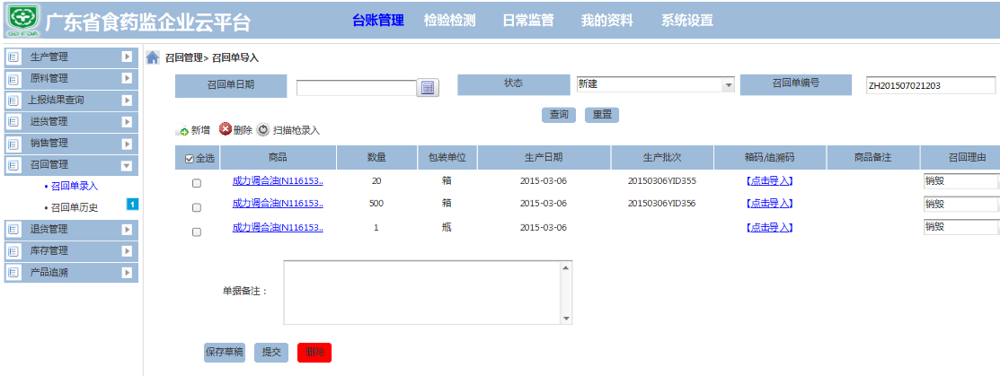 广东省食药监企业云平台
台账管理 检验检测 日常监管 我的资料 系统设置
生产管理
原料管理
上报结果查询
进货管理
销售管理
召回管理
• 召回单录入
• 召回单历史
1
退货管理
库存管理
产品追溯
召回管理> 召回单导入
召回单日期 状态 新建 召回单编号 ZH201507021203
查询 重置
新增 删除 扫描枪录入
全选 商品 数量 包装单位 生产日期 生产批次 箱码/追溯码 商品备注 召回理由
成力调合油(N116153.. 20 箱 2015-03-06 20150306YID355 【点击导入】 销毁
成力调合油(N116153.. 500 箱 2015-03-06 20150306YID356 【点击导入】 销毁
成力调合油(N116153.. 1 瓶 2015-03-06 【点击导入】 销毁
单据备注：
保存草稿 提交 删除